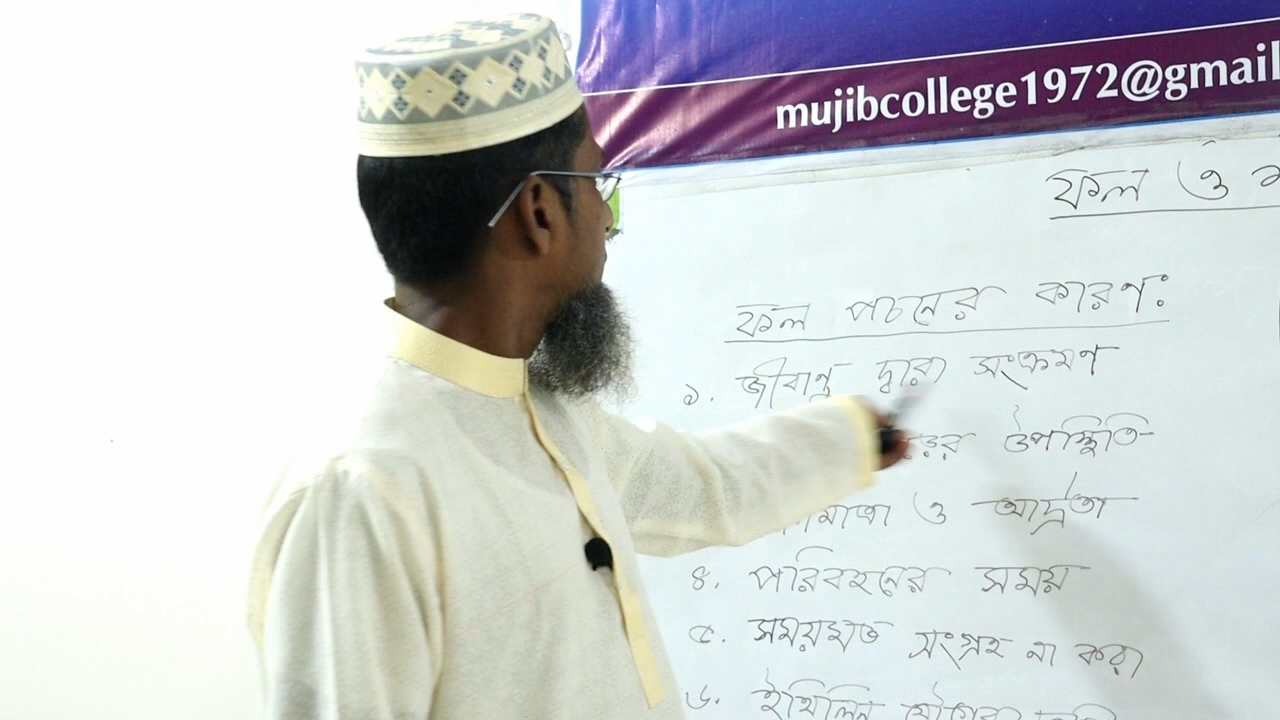 mujibcollege1972@gmail
ফল ও
ফল পচনের কারণঃ
১. জীবাণু দ্বারা সংক্রমণ
উপস্থিতি
ও আর্দ্রতা
৪. পরিবহনের সময়
৫. সময়মত সংগ্রহ না করা
৬. ইথিলিন